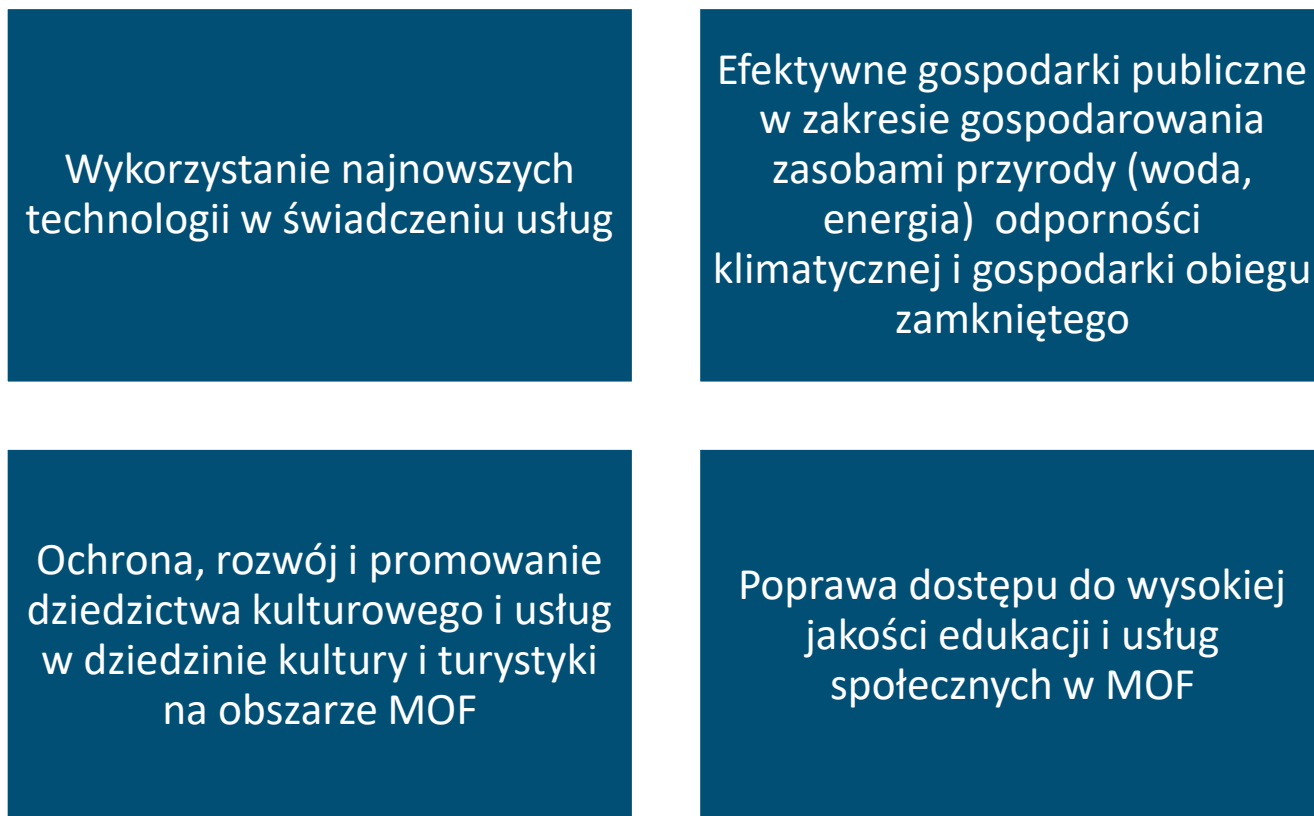 Wykorzystanie najnowszych
technologii w świadczeniu usług
Efektywne gospodarki publiczne
w zakresie gospodarowania
zasobami przyrody (woda,
energia)  odporności
klimatycznej i gospodarki obiegu
zamkniętego
Ochrona, rozwój i promowanie
dziedzictwa kulturowego i usług
w dziedzinie kultury i turystyki
na obszarze MOF
Poprawa dostępu do wysokiej
jakości edukacji i usług
społecznych w MOF